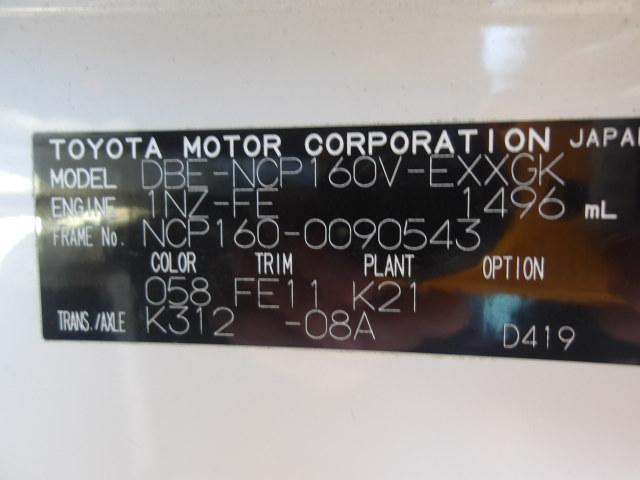 TOYOTA MOTOR CORPORATION JAPAN
MODEL DBE-NCP160V-EXXGK
ENGINE 1NZ-FE 1496 mL
FRAME No. NCP160-0090543
COLOR TRIM PLANT OPTION
058 FE11 K21
TRANS./AXLE K312 -08A
D419